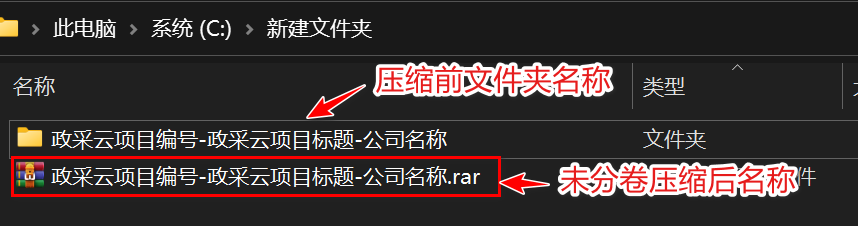 此电脑 > 系统 (C:) > 新建文件夹
压缩前文件夹名称
名称 类型
政采云项目编号-政采云项目标题-公司名称 文件夹
政采云项目编号-政采云项目标题-公司名称.rar 未分卷压缩后名称 件